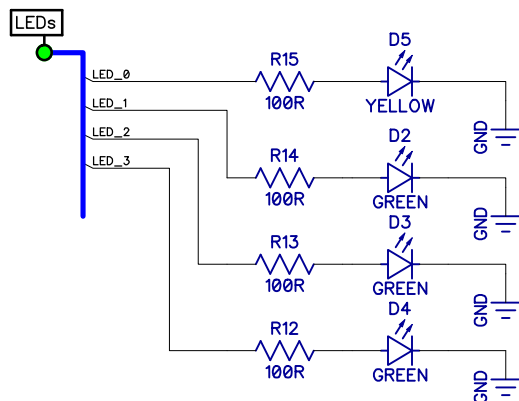 LEDs
LED_0
LED_1
LED_2
LED_3
R15
100R
D5
YELLOW
GND
R14
100R
D2
GREEN
GND
R13
100R
D3
GREEN
GND
R12
100R
D4
GREEN
GND